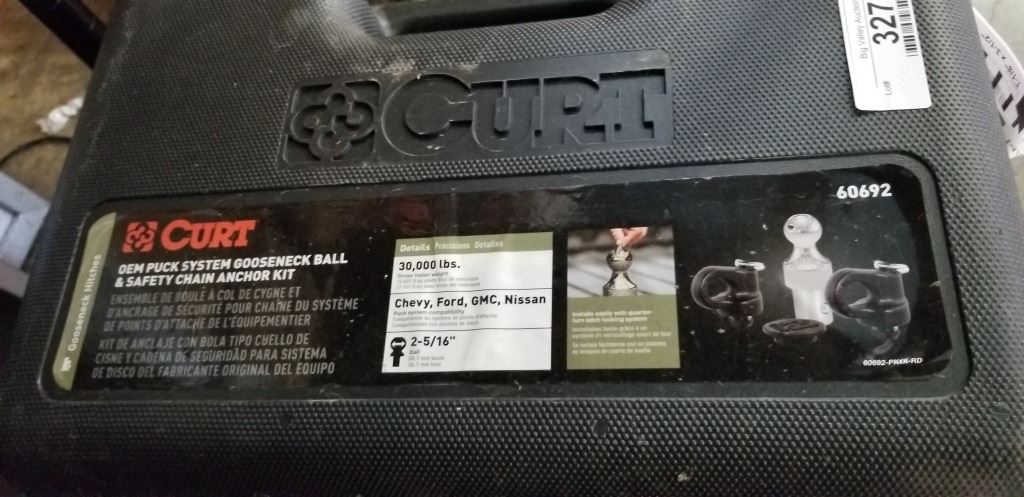 CURT
Big Valley Auction
Lot#:
327
60692
Gooseneck Hitches
CURT
OEM PUCK SYSTEM GOOSENECK BALL
& SAFETY CHAIN ANCHOR KIT
ENSEMBLE DE BOULE À COL DE CYGNE ET
D'ANCRAGE DE SÉCURITÉ POUR CHAÎNE DU SYSTÈME
DE POINTS D'ATTACHE DE L'ÉQUIPEMENTIER
KIT DE ANCLAJE CON BOLA TIPO CUELLO DE
CISNE Y CADENA DE SEGURIDAD PARA SISTEMA
DE DISCO DEL FABRICANTE ORIGINAL DEL EQUIPO
Details Précisions Detalles
30,000 lbs.
Gross trailer weight
Chevy, Ford, GMC, Nissan
Puck system compatibility
2-5/16"
Ball
Installs easily with quarter-
turn latch locking system
60692-PK4X-RD